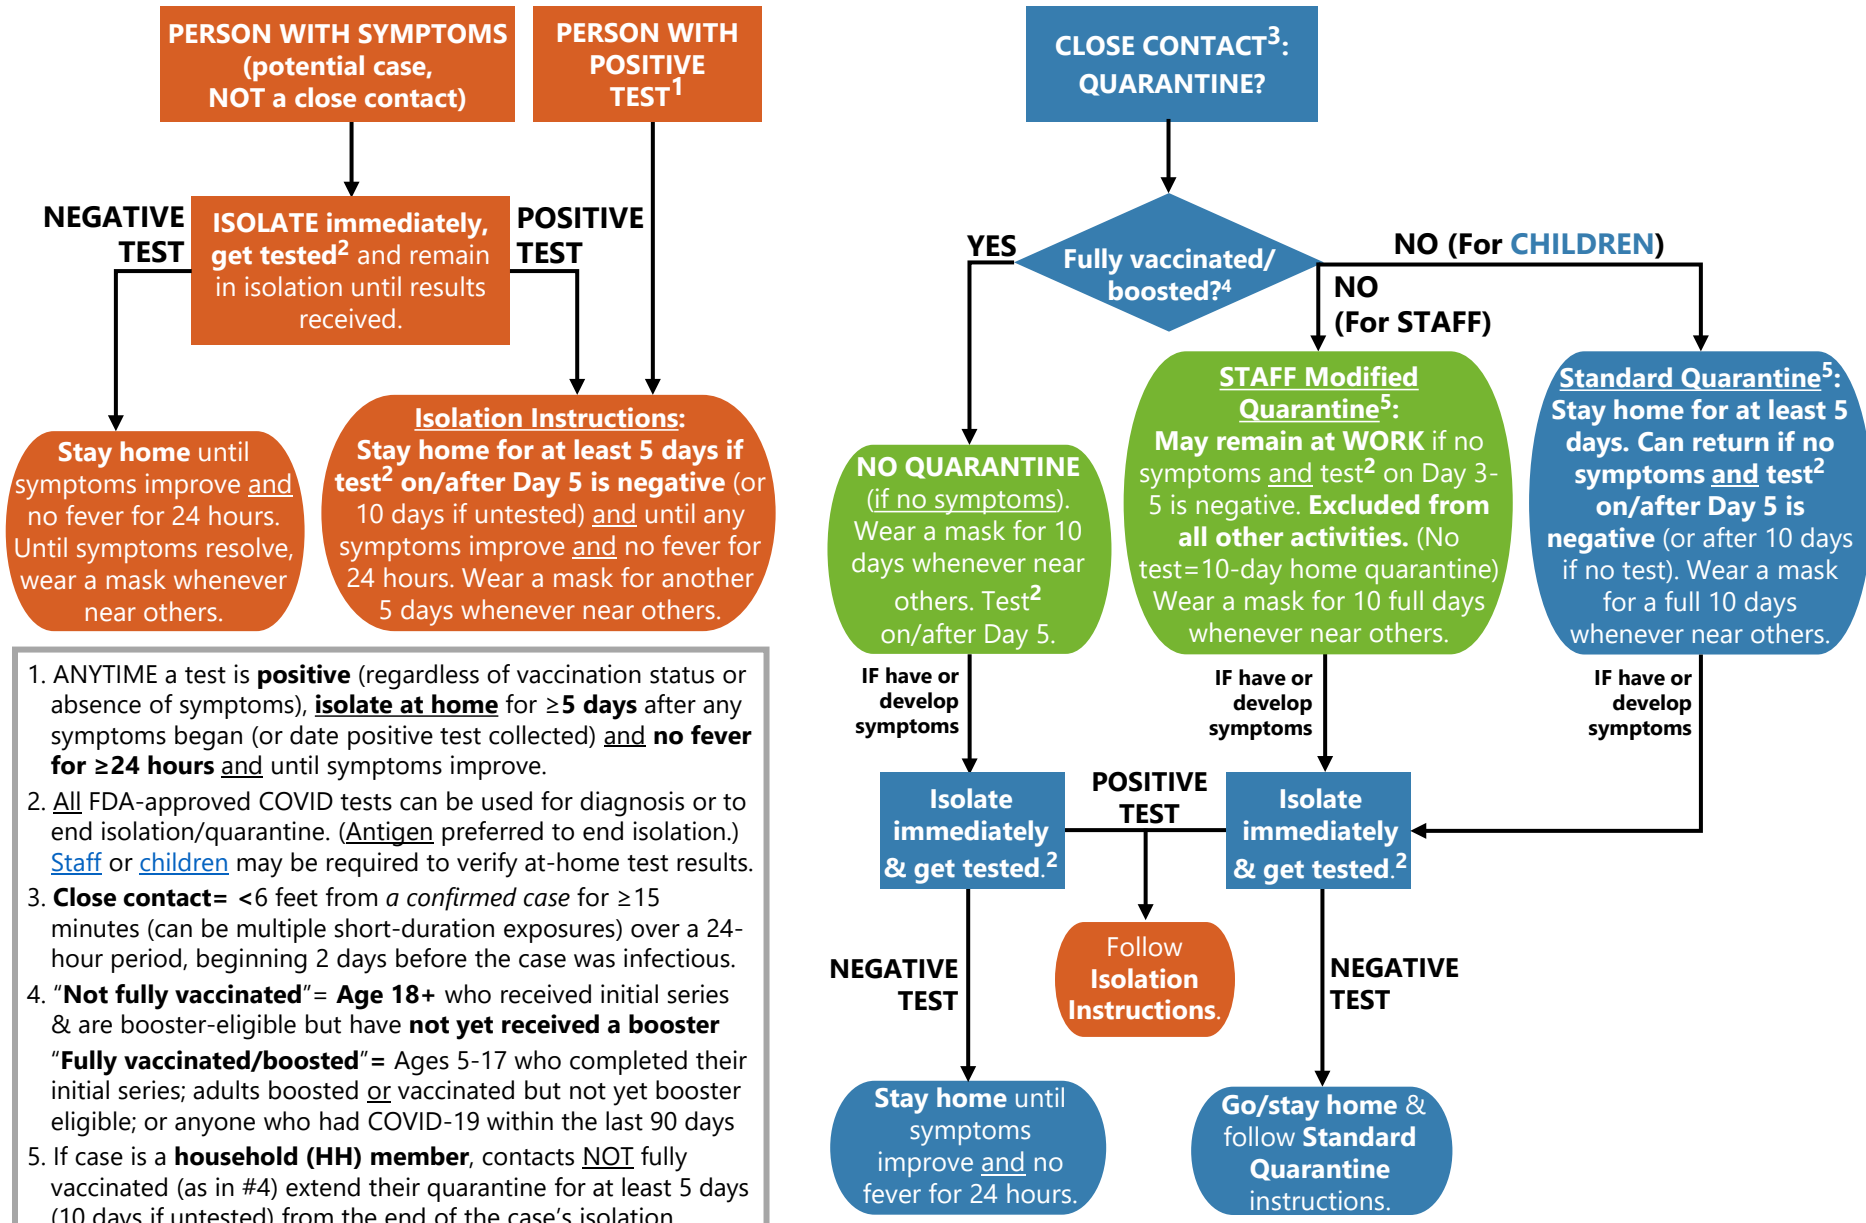 PERSON WITH SYMPTOMS
(potential case,
NOT a close contact)
PERSON WITH
POSITIVE
TEST1
NEGATIVE
TEST
ISOLATE immediately,
get tested2 and remain
in isolation until results
received.
POSITIVE
TEST
Stay home until
symptoms improve and
no fever for 24 hours.
Until symptoms resolve,
wear a mask whenever
near others.
Isolation Instructions:
Stay home for at least 5 days if
test2 on/after Day 5 is negative (or
10 days if untested) and until any
symptoms improve and no fever for
24 hours. Wear a mask for another
5 days whenever near others.
1. ANYTIME a test is positive (regardless of vaccination status or
absence of symptoms), isolate at home for ≥5 days after any
symptoms began (or date positive test collected) and no fever
for ≥24 hours and until symptoms improve.
2. All FDA-approved COVID tests can be used for diagnosis or to
end isolation/quarantine. (Antigen preferred to end isolation.)
Staff or children may be required to verify at-home test results.
3. Close contact= <6 feet from a confirmed case for ≥15
minutes (can be multiple short-duration exposures) over a 24-
hour period, beginning 2 days before the case was infectious.
4. "Not fully vaccinated"= Age 18+ who received initial series
& are booster-eligible but have not yet received a booster
"Fully vaccinated/boosted"= Ages 5-17 who completed their
initial series; adults boosted or vaccinated but not yet booster
eligible; or anyone who had COVID-19 within the last 90 days
5. If case is a household (HH) member, contacts NOT fully
vaccinated (as in #4) extend their quarantine for at least 5 days
(10 days if untested) from the end of the case's isolation
CLOSE CONTACT3:
QUARANTINE?
YES
Fully vaccinated/
boosted?4
NO (For CHILDREN)
NO
(For STAFF)
NO QUARANTINE
(if no symptoms).
Wear a mask for 10
days whenever near
others. Test2
on/after Day 5.
STAFF Modified
Quarantine5:
May remain at WORK if no
symptoms and test2 on Day 3-
5 is negative. Excluded from
all other activities. (No
test=10-day home quarantine)
Wear a mask for 10 full days
whenever near others.
Standard Quarantine5:
Stay home for at least 5
days. Can return if no
symptoms and test2
on/after Day 5 is
negative (or after 10 days
if no test). Wear a mask
for a full 10 days
whenever near others.
IF have or
develop
symptoms
IF have or
develop
symptoms
IF have or
develop
symptoms
Isolate
immediately
& get tested.2
POSITIVE
TEST
Isolate
immediately
& get tested.2
NEGATIVE
TEST
Follow
Isolation
Instructions.
NEGATIVE
TEST
Stay home until
symptoms
improve and no
fever for 24 hours.
Go/stay home &
follow Standard
Quarantine
instructions.